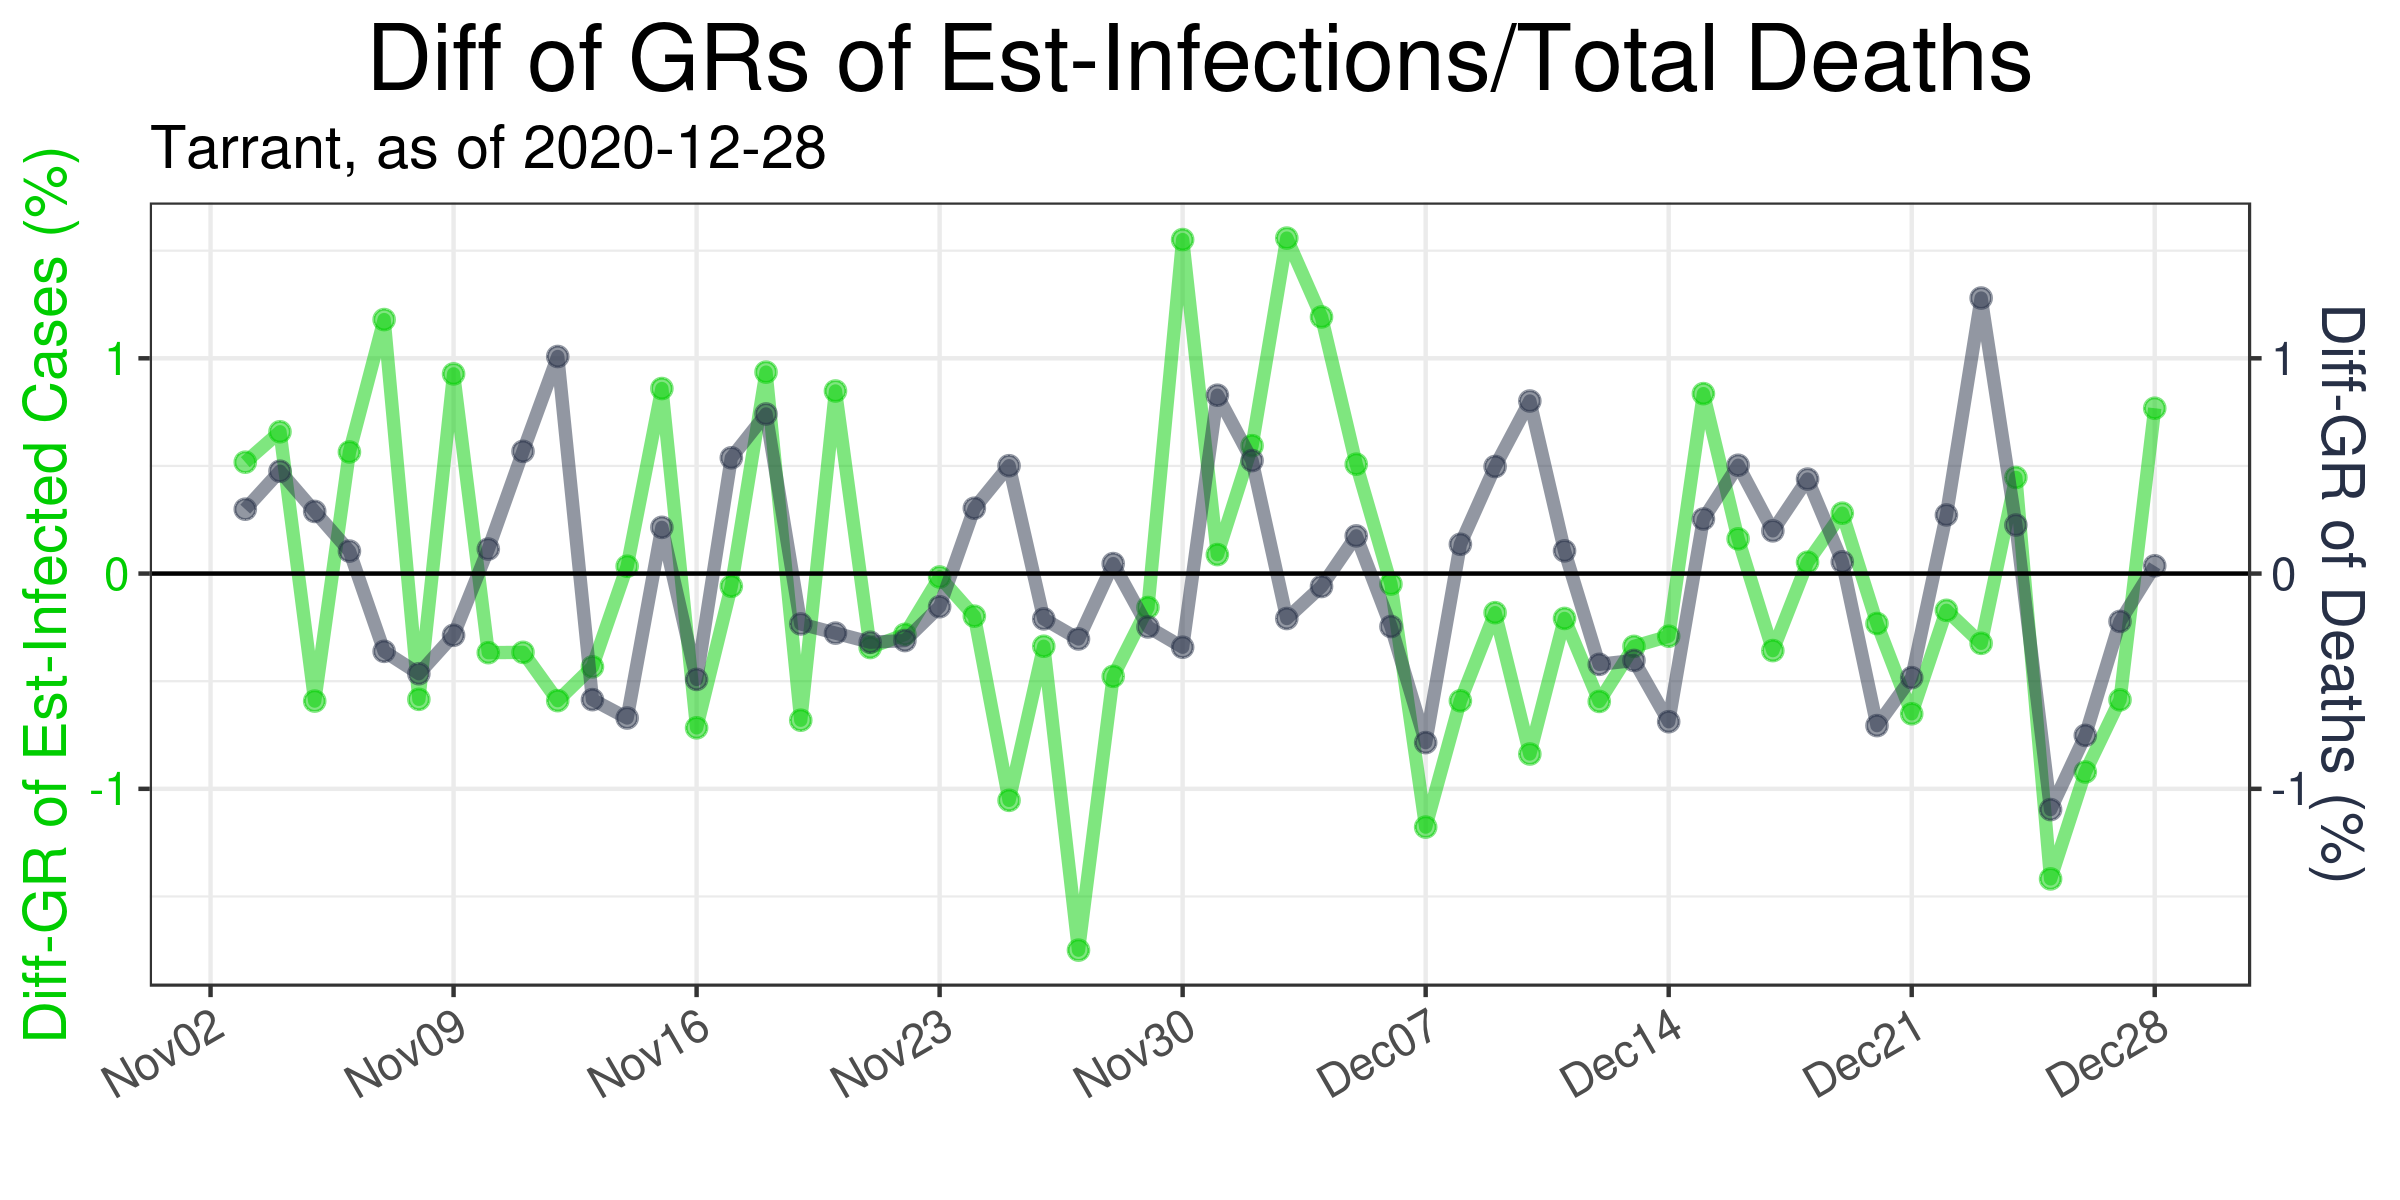 Diff of GRs of Est-Infections/Total Deaths
Tarrant, as of 2020-12-28
Diff-GR of Est-Infected Cases (%)
1
0
-1
1
0
-1
Diff-GR of Deaths (%)
Nov02
Nov09
Nov16
Nov23
Nov30
Dec07
Dec14
Dec21
Dec28